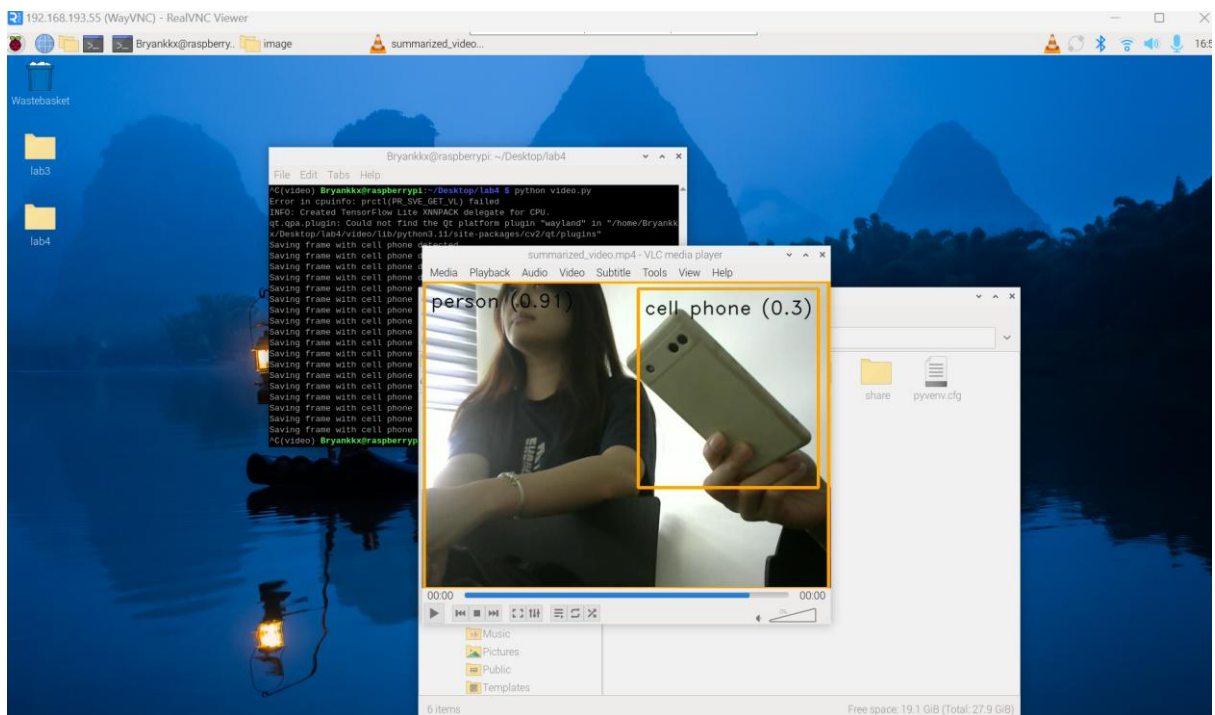 192.168.193.55 (WayVNC) - RealVNC Viewer
Bryankkx@raspberry.. image summarized_video... 16:5
Wastebasket
lab3
lab4
Bryankkx@raspberrypi: ~/Desktop/lab4
File Edit Tabs Help
^C(video) Bryankkx@raspberrypi:~/Desktop/lab4 $ python video.py
Error in cpuinfo: prctl(PR_SVE_GET_VL) failed
INFO: Created TensorFlow Lite XNNPACK delegate for CPU.
qt.qpa.plugin: Could not find the Qt platform plugin "wayland" in "/home/Bryankk
x/Desktop/lab4/video/lib/python3.11/site-packages/cv2/qt/plugins"
Saving frame with cell phone detected
Saving frame with cell phone d
Saving frame with cell phone d
Saving frame with cell phone d
Saving frame with cell phone
Saving frame with cell phone
Saving frame with cell phone
Saving frame with cell phone
Saving frame with cell phone
Saving frame with cell phone
Saving frame with cell phone
Saving frame with cell phone
Saving frame with cell phone
Saving frame with cell phone
Saving frame with cell phone
Saving frame with cell phone
Saving frame with cell phone
Saving frame with cell phone
^C(video) Bryankkx@raspberryp
summarized_video.mp4 - VLC media player
Media Playback Audio Video Subtitle Tools View Help
person (0.91)
cell phone (0.3)
00:00 00:00
share pyvenv.cfg
Music
Pictures
Public
Templates
6 items Free space: 19.1 GiB (Total: 27.9 GiB)